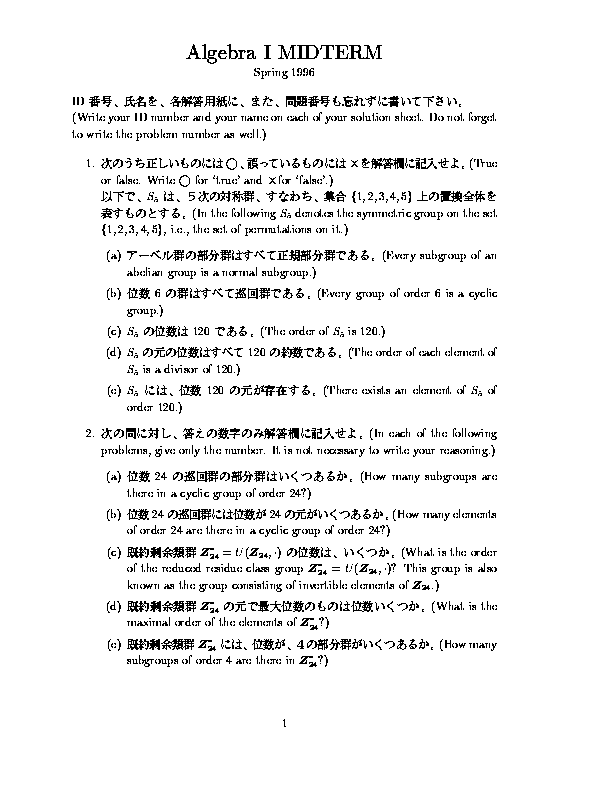 Algebra I MIDTERM
Spring 1996
ID 番号、氏名を、各解答用紙に、また、問題番号も忘れずに書いて下さい。
(Write your ID number and your name on each of your solution sheet. Do not forget
to write the problem number as well.)
1. 次のうち正しいものには ◯、誤っているものには × を解答欄に記入せよ。(True
or false. Write ◯ for 'true' and × for 'false'.)
以下で、S₅ は、５次の対称群、すなわち、集合 {1, 2, 3, 4, 5} 上の置換全体を
表すものとする。(In the following S₅ denotes the symmetric group on the set
{1, 2, 3, 4, 5}, i.e., the set of permutations on it.)
(a) アーベル群の部分群はすべて正規部分群である。(Every subgroup of an
abelian group is a normal subgroup.)
(b) 位数 6 の群はすべて巡回群である。(Every group of order 6 is a cyclic
group.)
(c) S₅ の位数は 120 である。(The order of S₅ is 120.)
(d) S₅ の元の位数はすべて 120 の約数である。(The order of each element of
S₅ is a divisor of 120.)
(e) S₅ には、位数 120 の元が存在する。(There exists an element of S₅ of
order 120.)
2. 次の問に対し、答えの数字のみ解答欄に記入せよ。(In each of the following
problems, give only the number. It is not necessary to write your reasoning.)
(a) 位数 24 の巡回群の部分群はいくつあるか。(How many subgroups are
there in a cyclic group of order 24?)
(b) 位数 24 の巡回群には位数が 24 の元がいくつあるか。(How many elements
of order 24 are there in a cyclic group of order 24?)
(c) 既約剰余類群 Z*₂₄ = U(Z₂₄, ·) の位数は、いくつか。(What is the order
of the reduced residue class group Z*₂₄ = U(Z₂₄, ·)? This group is also
known as the group consisting of invertible elements of Z₂₄.)
(d) 既約剰余類群 Z*₂₄ の元で最大位数のものは位数いくつか。(What is the
maximal order of the elements of Z*₂₄?)
(e) 既約剰余類群 Z*₂₄ には、位数が、４の部分群がいくつあるか。(How many
subgroups of order 4 are there in Z*₂₄?)
1